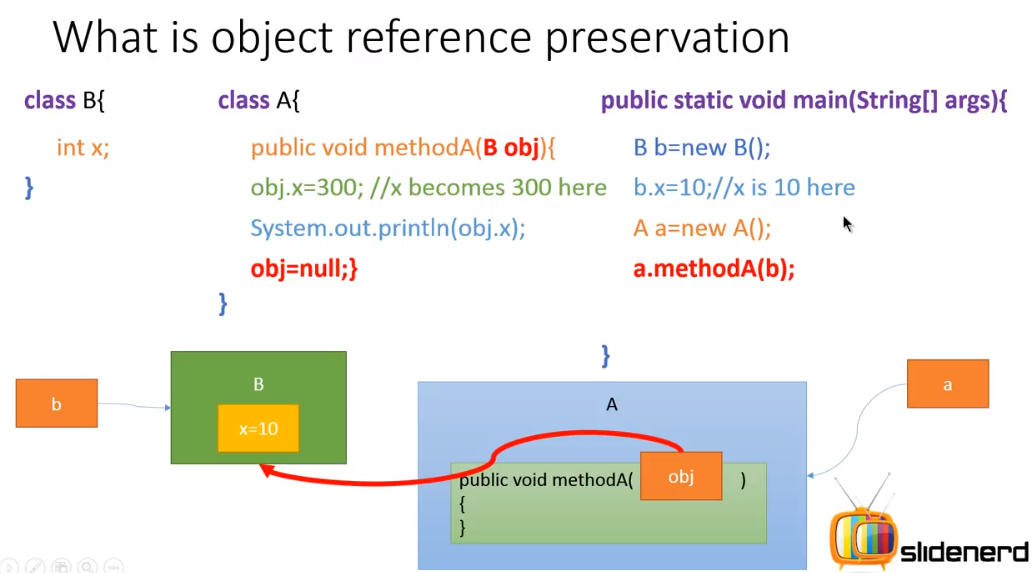 What is object reference preservation
class B{
int x;
}
class A{
public void methodA(B obj){
obj.x=300; //x becomes 300 here
System.out.println(obj.x);
obj=null;}
}
public static void main(String[] args){
B b=new B();
b.x=10;//x is 10 here
A a=new A();
a.methodA(b);
}
b
B
x=10
A
public void methodA( obj )
{
}
a
slidenerd